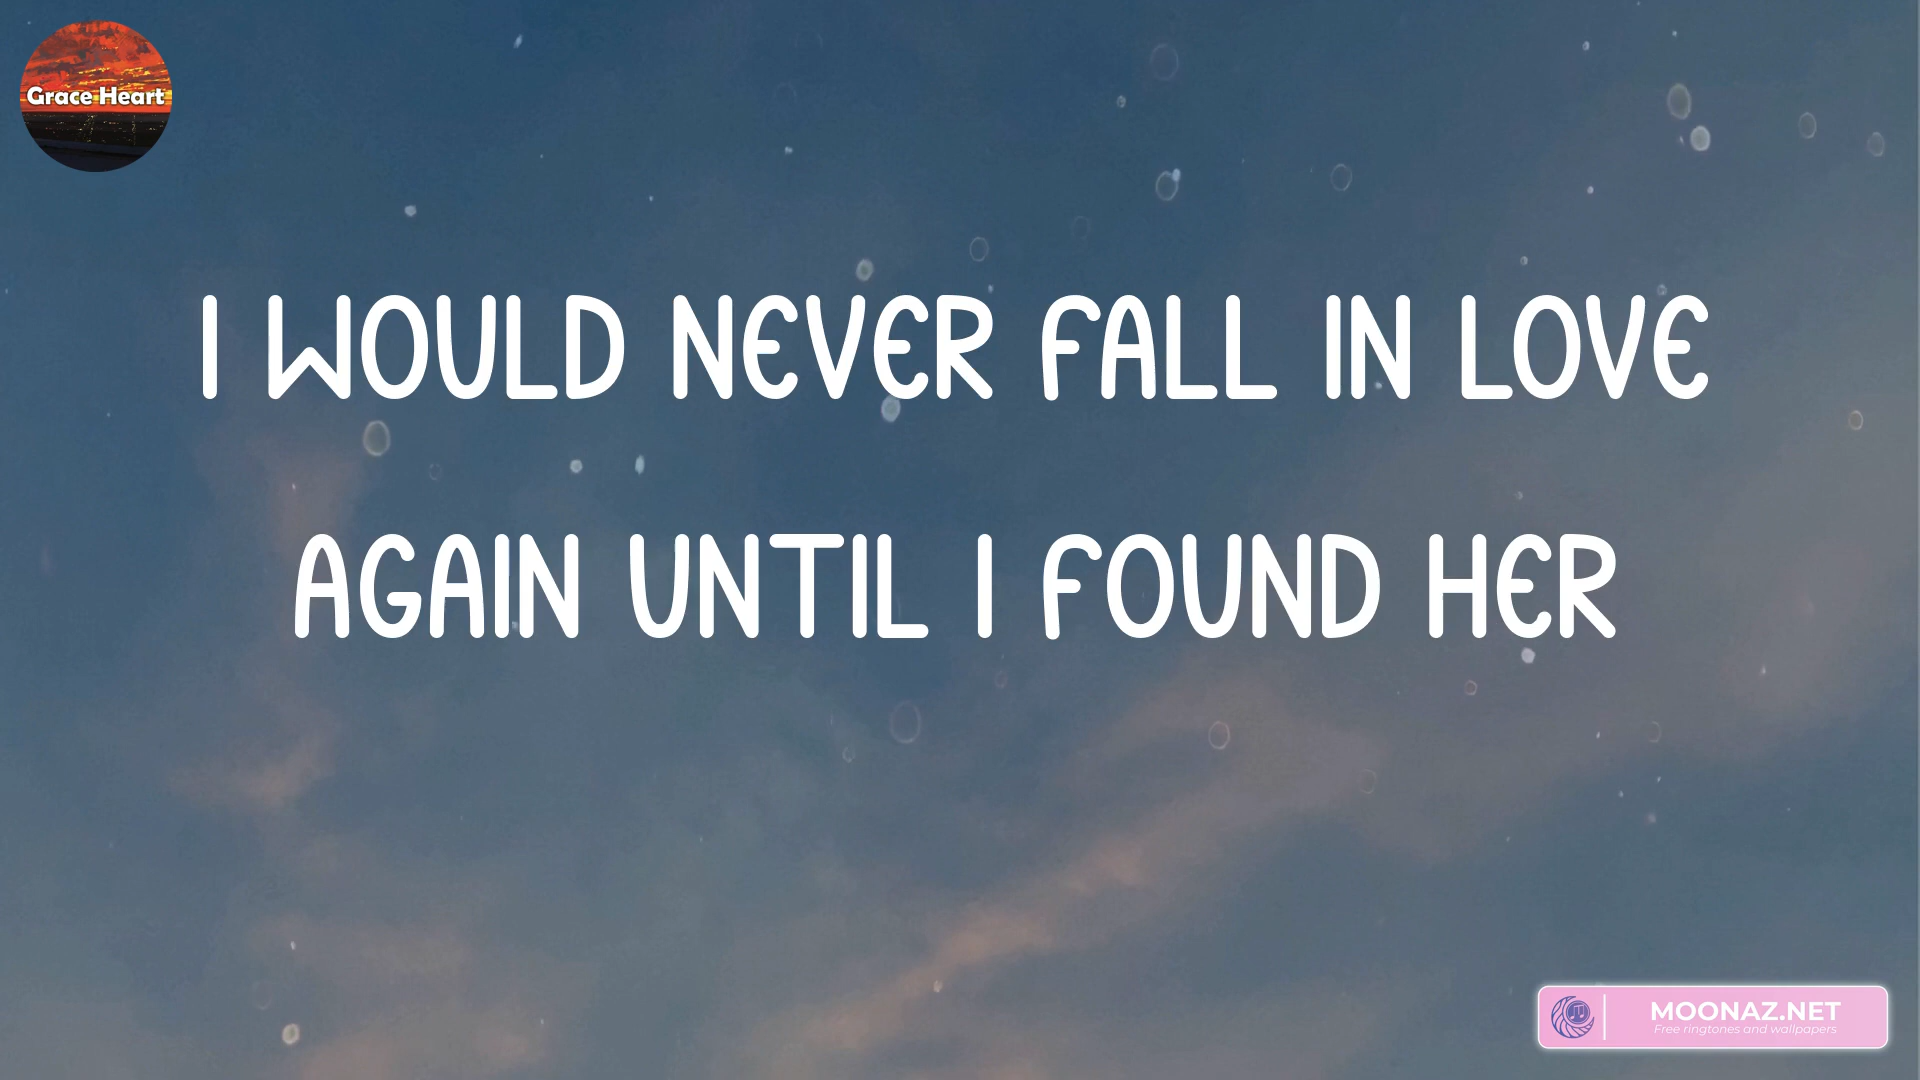 Grace Heart
I WOULD NEVER FALL IN LOVE
AGAIN UNTIL I FOUND HER
MOONAZ.NET
Free ringtones and wallpapers